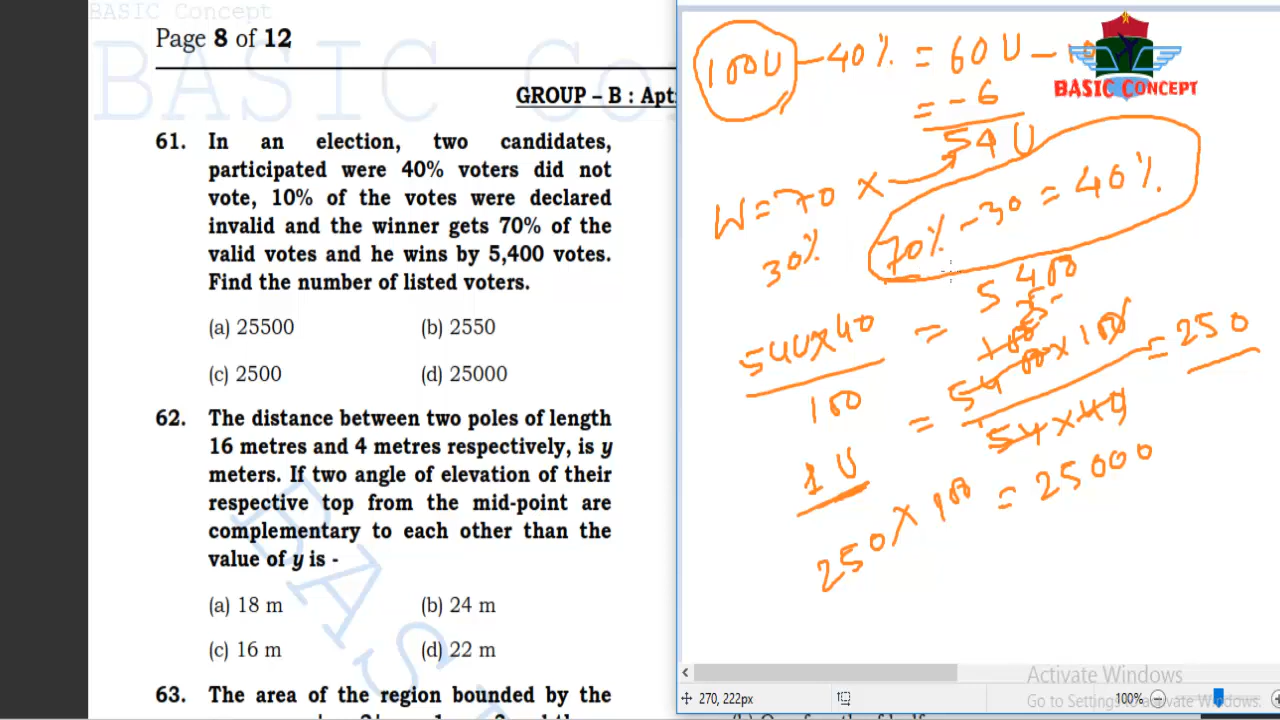 BASIC Concept
Page 8 of 12
GROUP – B : Apti
61. In an election, two candidates,
participated were 40% voters did not
vote, 10% of the votes were declared
invalid and the winner gets 70% of the
valid votes and he wins by 5,400 votes.
Find the number of listed voters.
(a) 25500 (b) 2550
(c) 2500 (d) 25000
62. The distance between two poles of length
16 metres and 4 metres respectively, is y
meters. If two angle of elevation of their
respective top from the mid-point are
complementary to each other than the
value of y is -
(a) 18 m (b) 24 m
(c) 16 m (d) 22 m
63. The area of the region bounded by the
100U - 40% = 60U - 10
= - 6
54 U
W = 70 ×
30%
70% - 30 = 40%
5400
54U×40 =
100
= 5400×100 = 250
54×40
1U
250 × 100 = 25000
BASIC CONCEPT
Activate Windows
Go to Settings to activate Windows.
270, 222px
100%